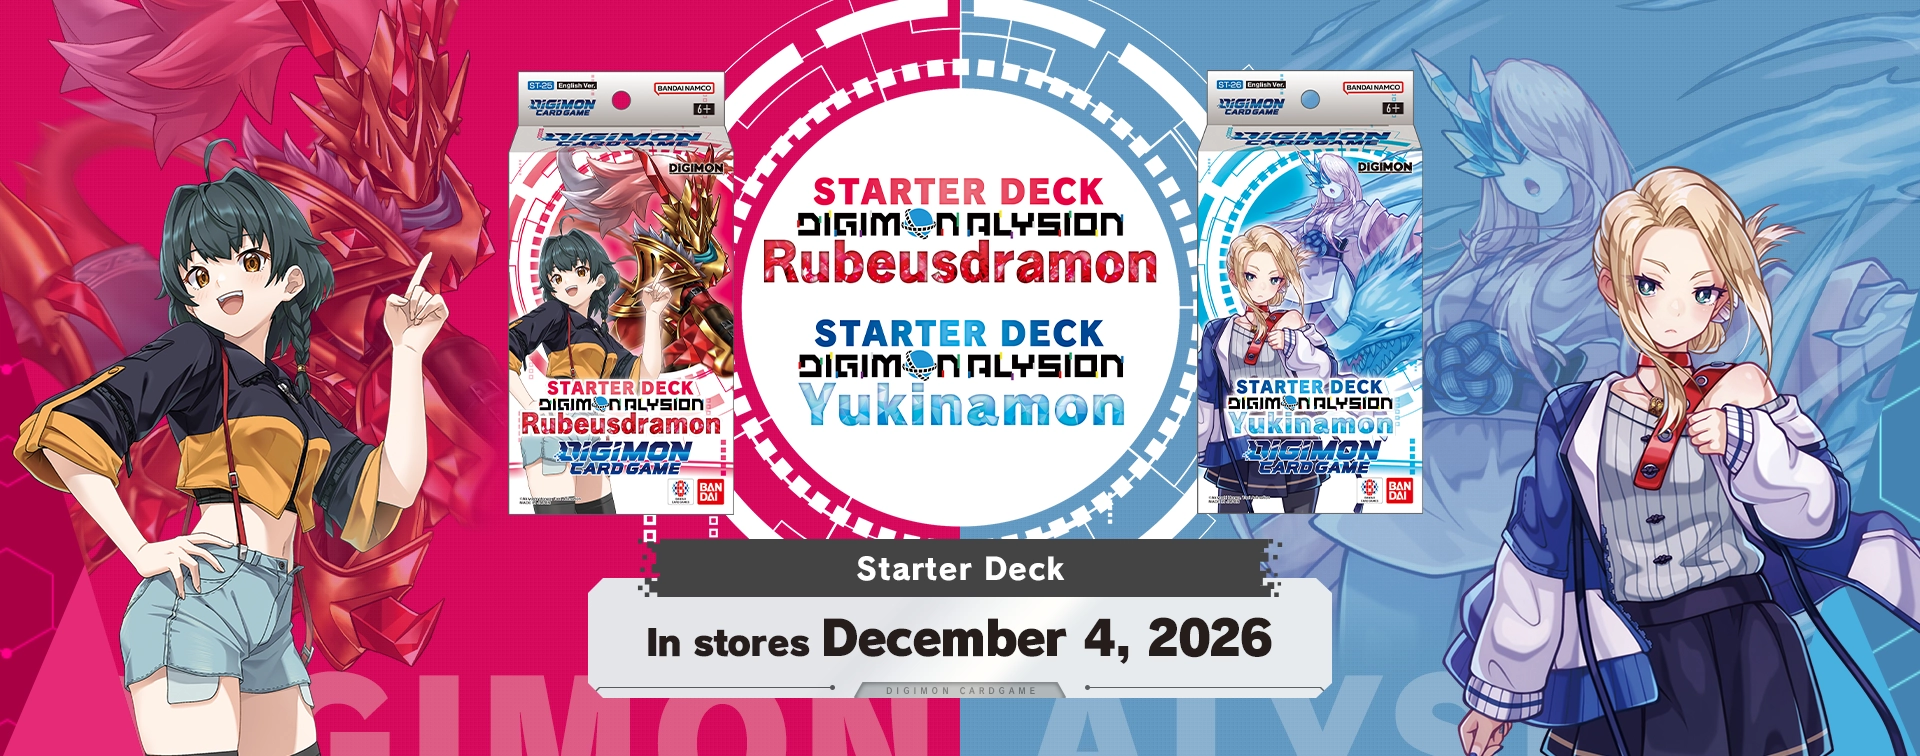 ST-25 English Ver.
BANDAI NAMCO
DIGIMON
CARD GAME
6+
DIGIMON
CARD GAME
DIGIMON
STARTER DECK
DIGIMON ALYSION
Rubeusdramon
DIGIMON
CARD GAME
BAN
DAI
STARTER DECK
DIGIMON ALYSION
Rubeusdramon
STARTER DECK
DIGIMON ALYSION
Yukinamon
ST-26 English Ver.
BANDAI NAMCO
DIGIMON
CARD GAME
6+
DIGIMON
CARD GAME
DIGIMON
STARTER DECK
DIGIMON ALYSION
Yukinamon
DIGIMON
CARD GAME
BAN
DAI
Starter Deck
In stores December 4, 2026
DIGIMON CARDGAME
GIMON ALYS